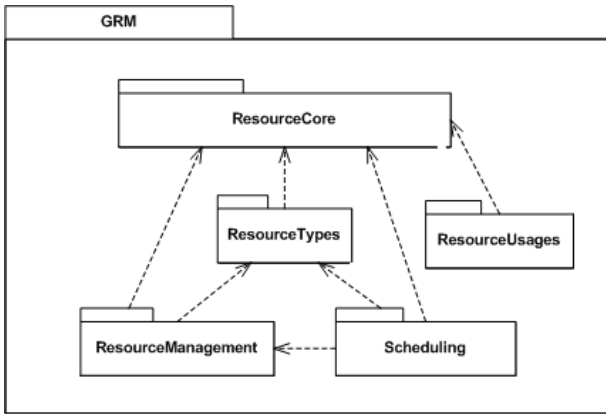 GRM
ResourceCore
ResourceTypes
ResourceUsages
ResourceManagement
Scheduling